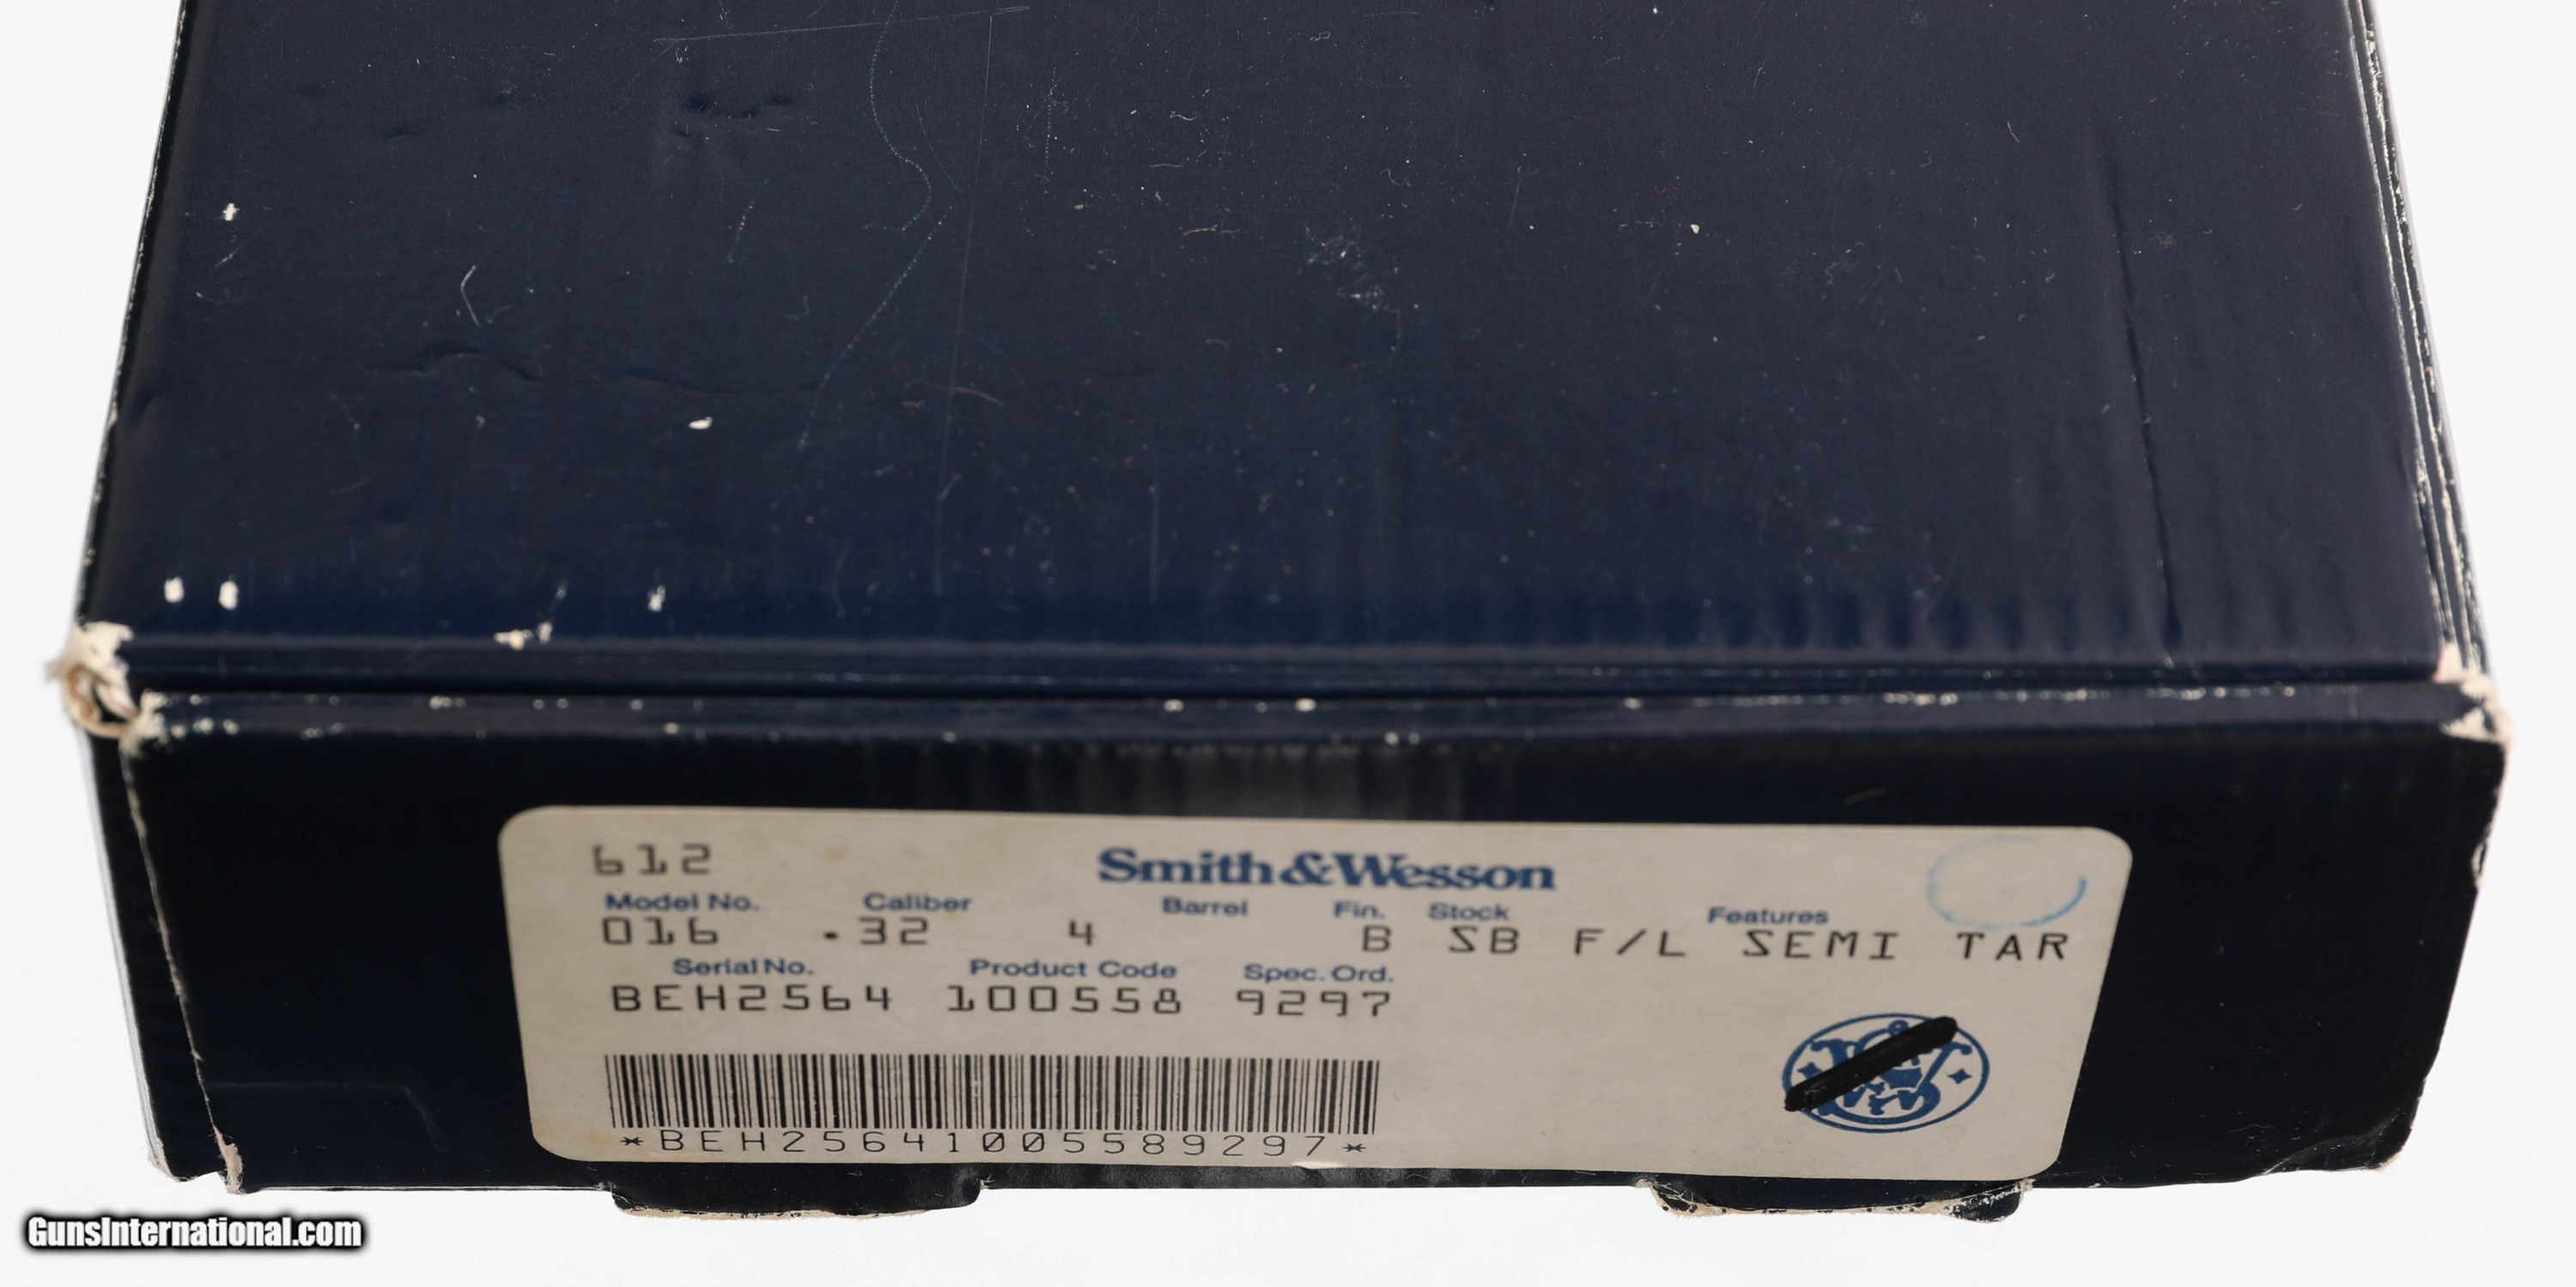 612
Smith & Wesson
Model No. Caliber Barrel Fin. Stock Features
016 .32 4 B SB F/L SEMI TAR
Serial No. Product Code Spec. Ord.
BEH2564 100558 9297
*BEH25641005589297*
GunsInternational.com